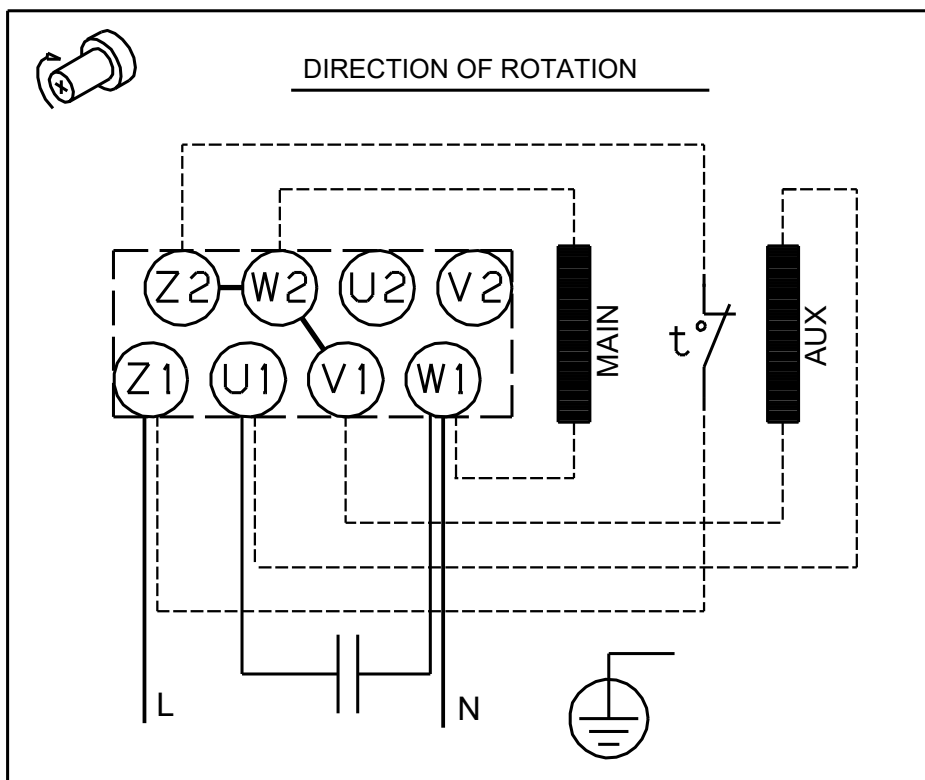 DIRECTION OF ROTATION
Z2 W2 U2 V2
Z1 U1 V1 W1
MAIN
t°
AUX
L
N